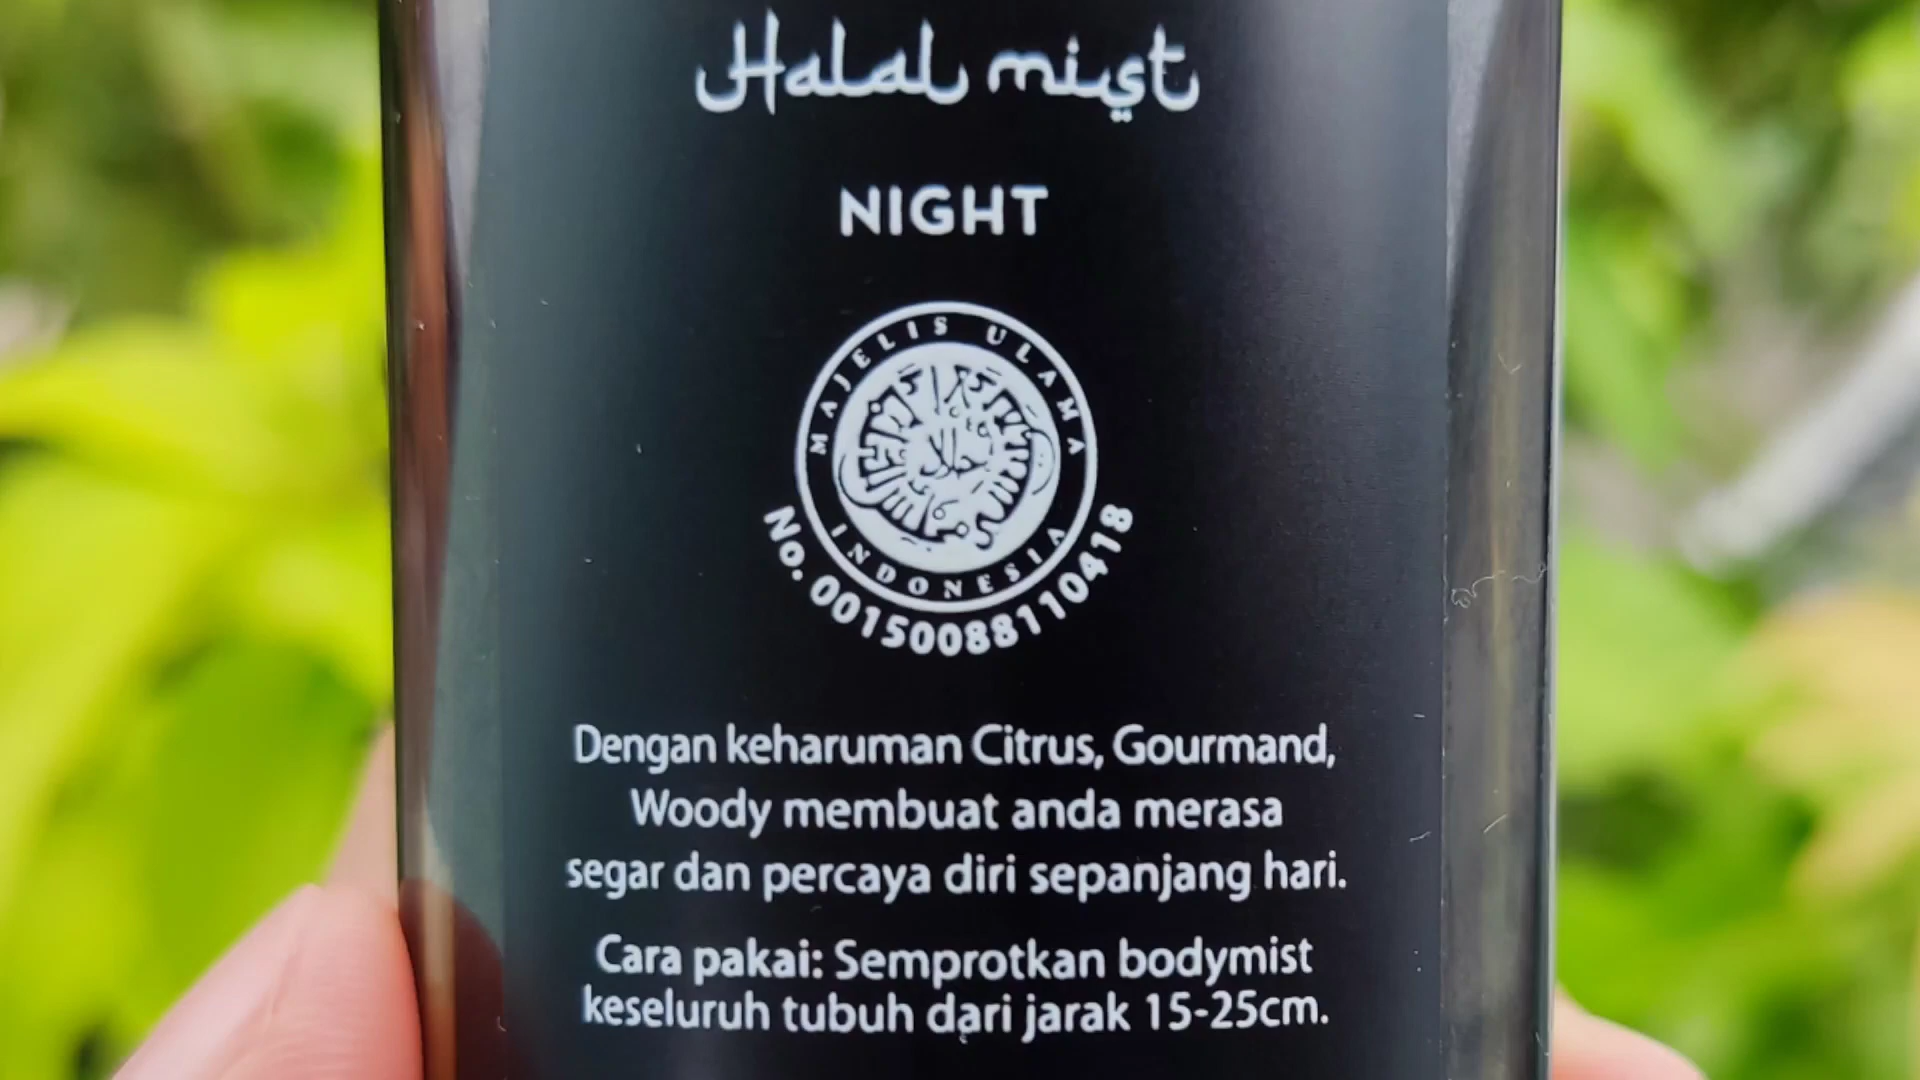 Halal mist
NIGHT
MAJELIS ULAMA
حلال
INDONESIA
No. 00150088110418
Dengan keharuman Citrus, Gourmand,
Woody membuat anda merasa
segar dan percaya diri sepanjang hari.
Cara pakai: Semprotkan bodymist
keseluruh tubuh dari jarak 15-25cm.